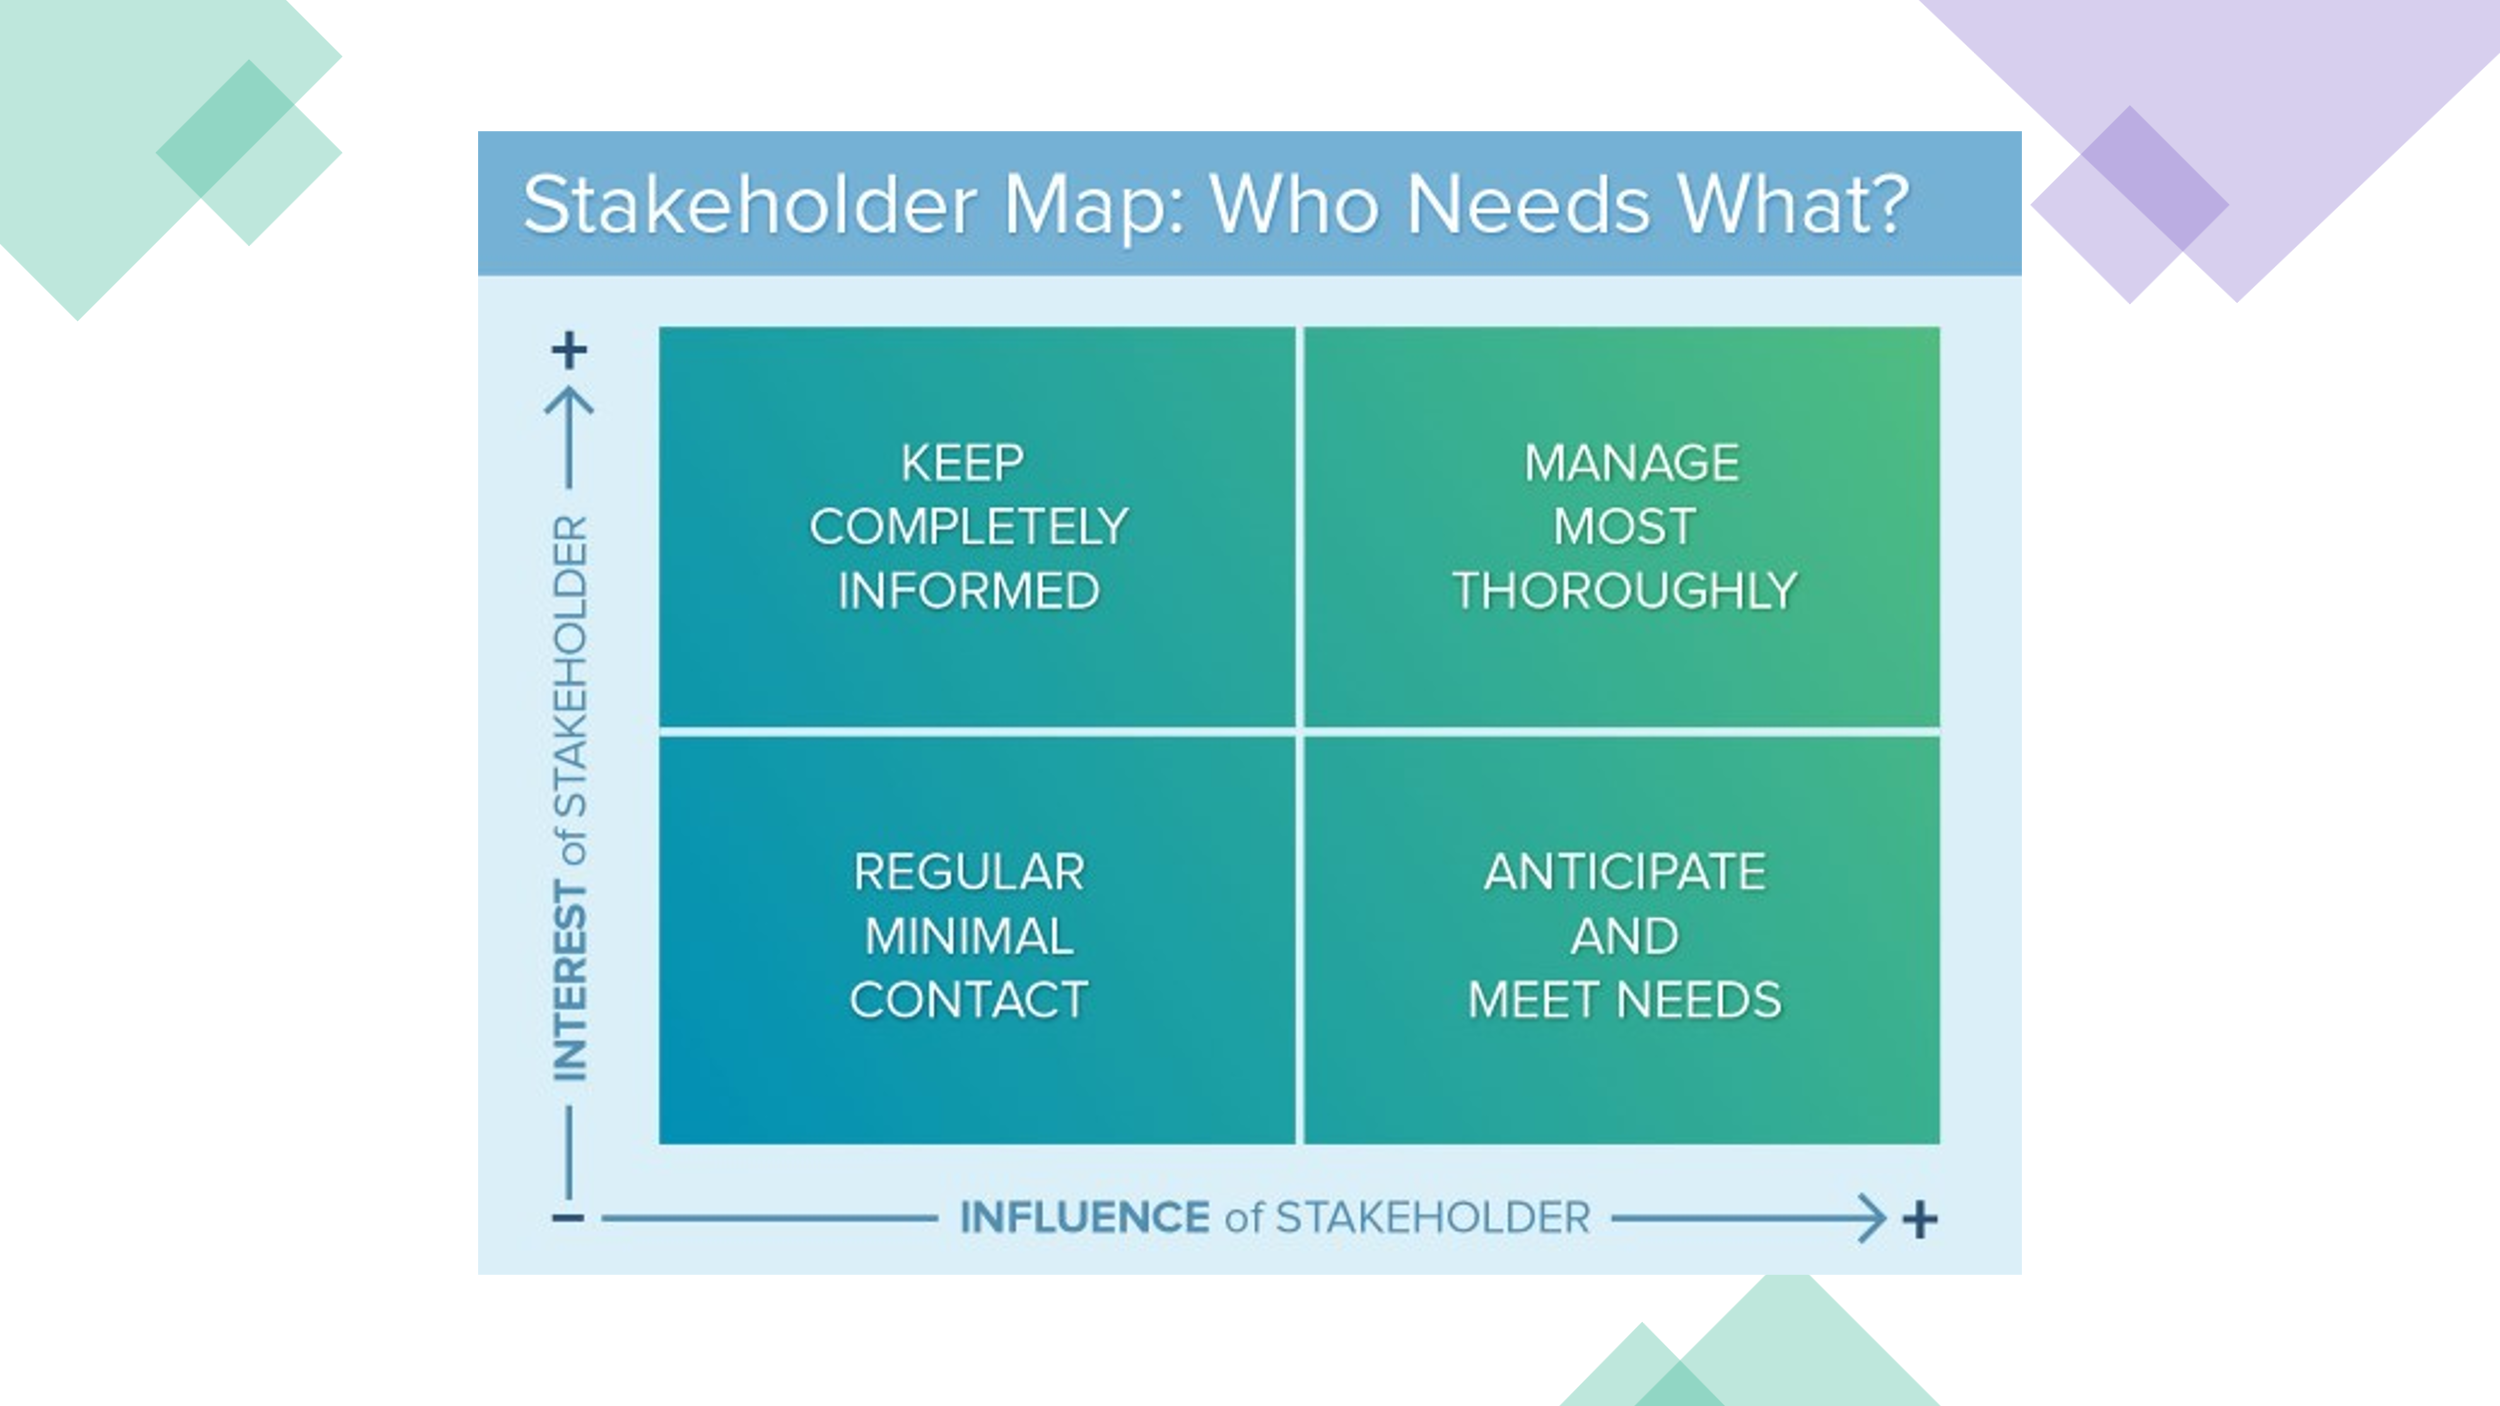 Stakeholder Map: Who Needs What?
+
INTEREST of STAKEHOLDER
KEEP
COMPLETELY
INFORMED
MANAGE
MOST
THOROUGHLY
REGULAR
MINIMAL
CONTACT
ANTICIPATE
AND
MEET NEEDS
− INFLUENCE of STAKEHOLDER +